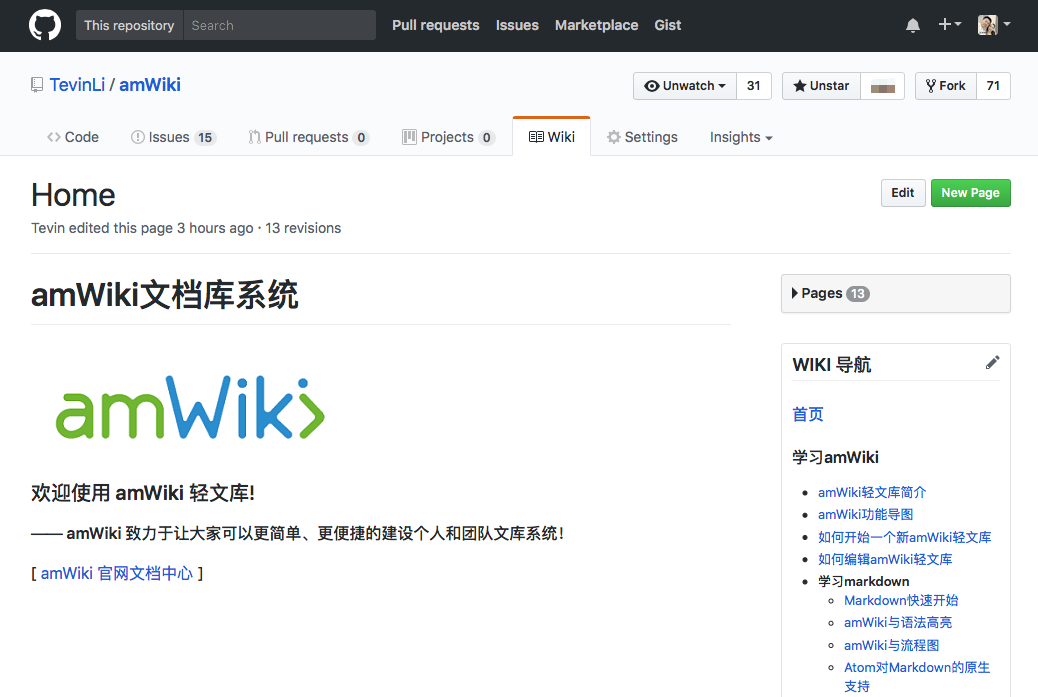 This repository Search Pull requests Issues Marketplace Gist
TevinLi / amWiki
Unwatch 31 Unstar Fork 71
Code Issues 15 Pull requests 0 Projects 0 Wiki Settings Insights
Home
Edit New Page
Tevin edited this page 3 hours ago · 13 revisions
amWiki文档库系统
amWiki
欢迎使用 amWiki 轻文库!
—— amWiki 致力于让大家可以更简单、更便捷的建设个人和团队文库系统!
[ amWiki 官网文档中心 ]
Pages 13
WIKI 导航
首页
学习amWiki
amWiki轻文库简介
amWiki功能导图
如何开始一个新amWiki轻文库
如何编辑amWiki轻文库
学习markdown
Markdown快速开始
amWiki与语法高亮
amWiki与流程图
Atom对Markdown的原生
支持